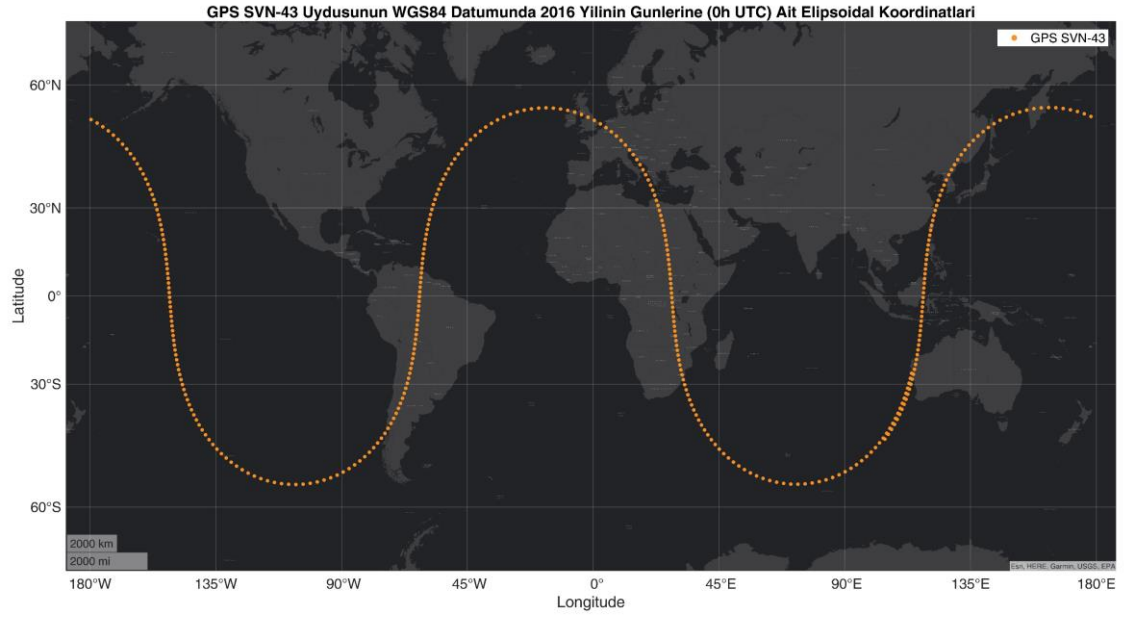 GPS SVN-43 Uydusunun WGS84 Datumunda 2016 Yilinin Gunlerine (0h UTC) Ait Elipsoidal Koordinatlari
GPS SVN-43
60°N
30°N
0°
30°S
60°S
Latitude
2000 km
2000 mi
Esri, HERE, Garmin, USGS, EPA
180°W
135°W
90°W
45°W
0°
45°E
90°E
135°E
180°E
Longitude